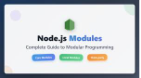 Node.js Modules
Complete Guide to Modular Programming